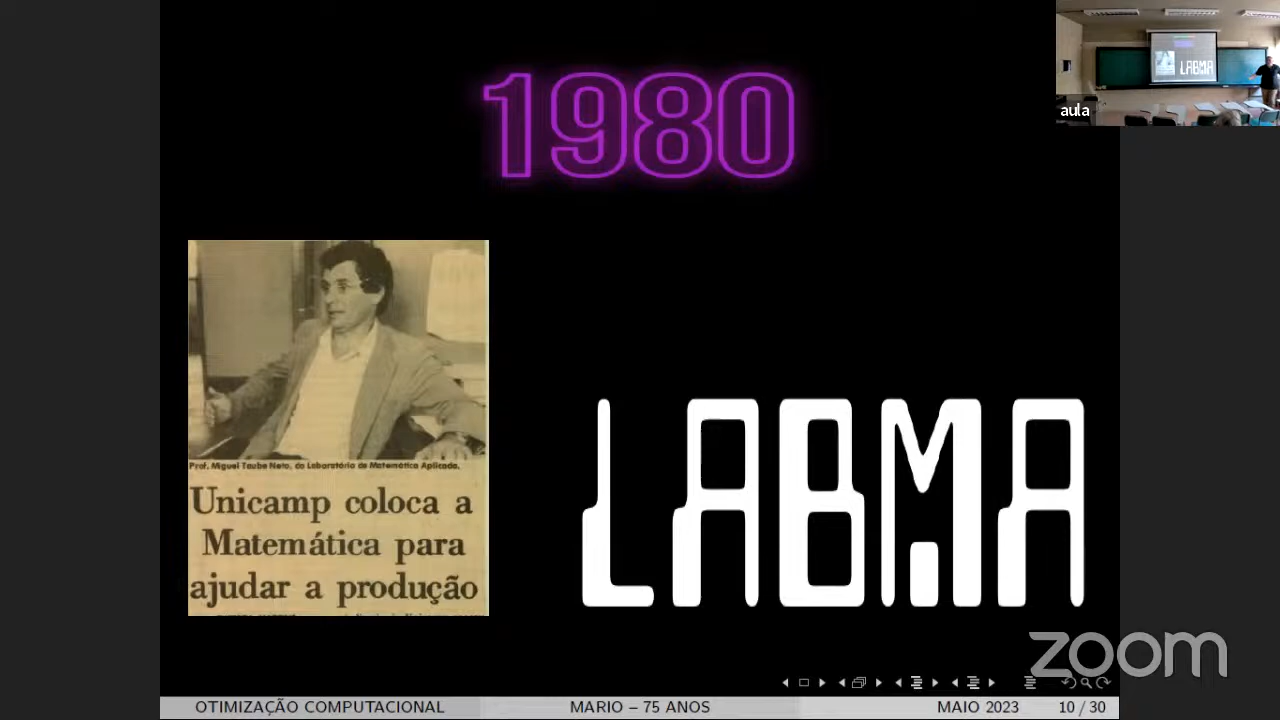 1980
aula
Prof. Miguel Taube Neto, do Laboratório de Matemática Aplicada.
Unicamp coloca a
Matemática para
ajudar a produção
LABMA
zoom
OTIMIZAÇÃO COMPUTACIONAL MARIO – 75 ANOS MAIO 2023 10 / 30